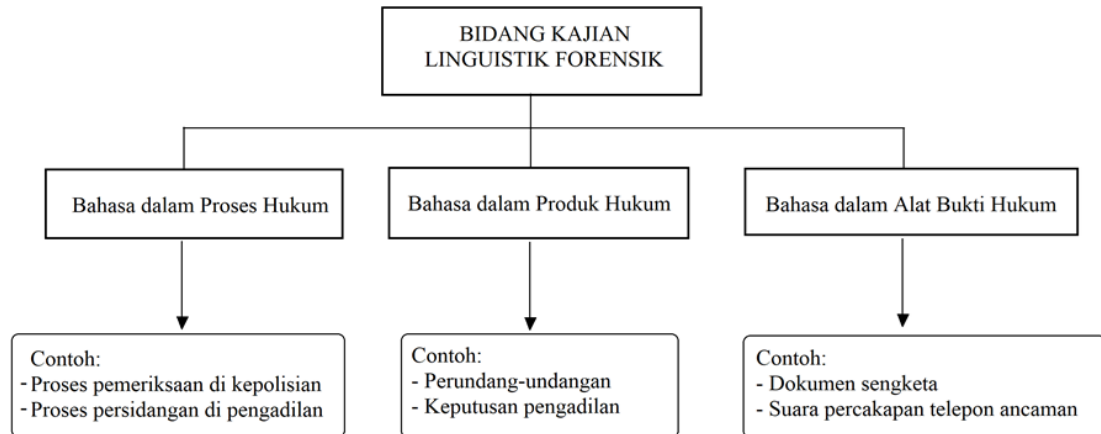 BIDANG KAJIAN
LINGUISTIK FORENSIK
Bahasa dalam Proses Hukum
Bahasa dalam Produk Hukum
Bahasa dalam Alat Bukti Hukum
Contoh:
- Proses pemeriksaan di kepolisian
- Proses persidangan di pengadilan
Contoh:
- Perundang-undangan
- Keputusan pengadilan
Contoh:
- Dokumen sengketa
- Suara percakapan telepon ancaman